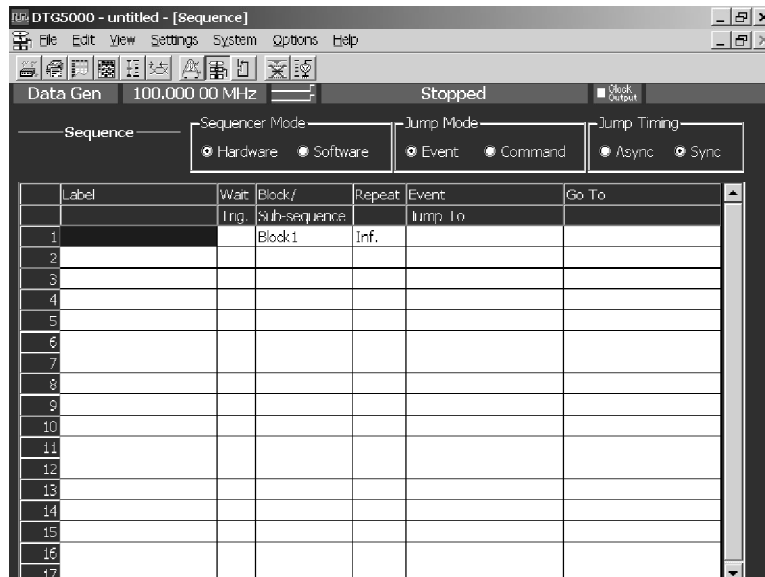 DTG5000 - untitled - [Sequence]
File Edit View Settings System Options Help
Data Gen 100.000 00 MHz Stopped Clock Output
Sequence
Sequencer Mode Jump Mode Jump Timing
Hardware Software Event Command Async Sync
Label Wait Block/ Repeat Event Go To
Trig. Sub-sequence Jump To
1 Block1 Inf.
2
3
4
5
6
7
8
9
10
11
12
13
14
15
16
17